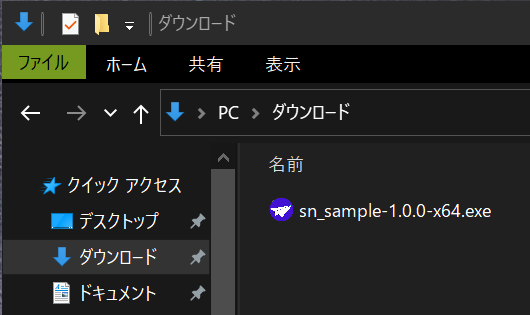 ダウンロード
ファイル ホーム 共有 表示
PC ダウンロード
名前
クイック アクセス
sn_sample-1.0.0-x64.exe
デスクトップ
ダウンロード
ドキュメント